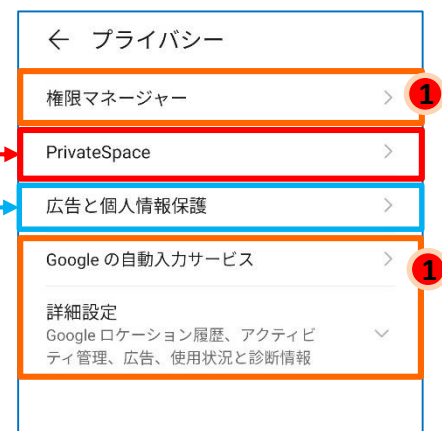 ← プライバシー
権限マネージャー
1
PrivateSpace
広告と個人情報保護
Google の自動入力サービス
1
詳細設定
Google ロケーション履歴、アクティビ
ティ管理、広告、使用状況と診断情報